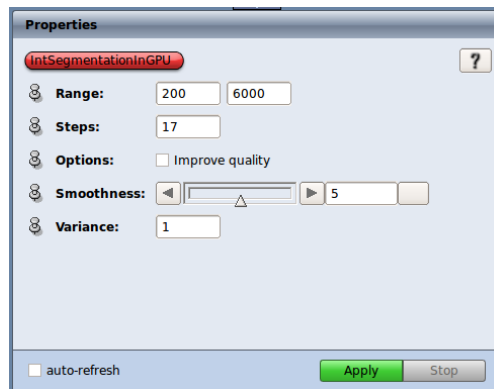 Properties
IntSegmentationInGPU ?
Range: 200 6000
Steps: 17
Options: Improve quality
Smoothness: 5
Variance: 1
auto-refresh Apply Stop